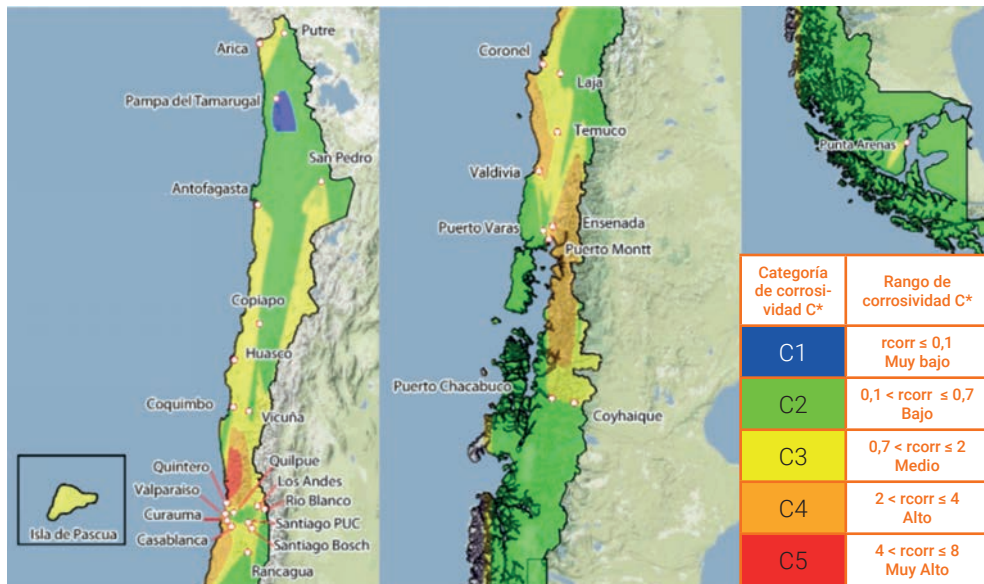 Putre
Arica
Pampa del Tamarugal
San Pedro
Antofagasta
Copiapo
Huasco
Coquimbo
Vicuña
Quintero
Quilpue
Valparaiso
Los Andes
Curauma
Rio Blanco
Casablanca
Santiago PUC
Santiago Bosch
Rancagua
Isla de Pascua
Coronel
Laja
Temuco
Valdivia
Puerto Varas
Ensenada
Puerto Montt
Puerto Chacabuco
Coyhaique
Punta Arenas
Categoría
de corrosi-
vidad C*
Rango de
corrosividad C*
C1
rcorr ≤ 0,1
Muy bajo
C2
0,1 < rcorr ≤ 0,7
Bajo
C3
0,7 < rcorr ≤ 2
Medio
C4
2 < rcorr ≤ 4
Alto
C5
4 < rcorr ≤ 8
Muy Alto